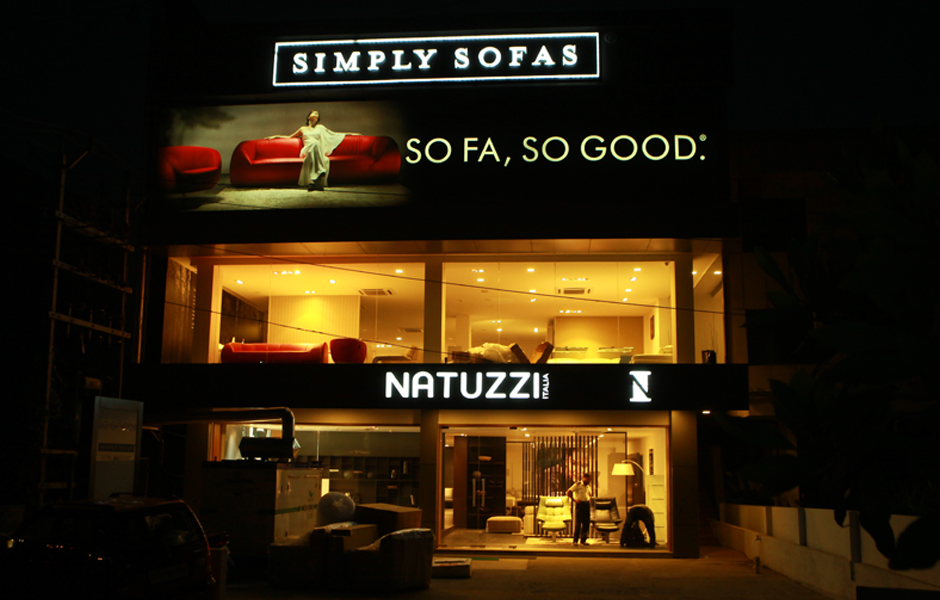 SIMPLY SOFAS
SO FA, SO GOOD.®
NATUZZI
ITALIA
N